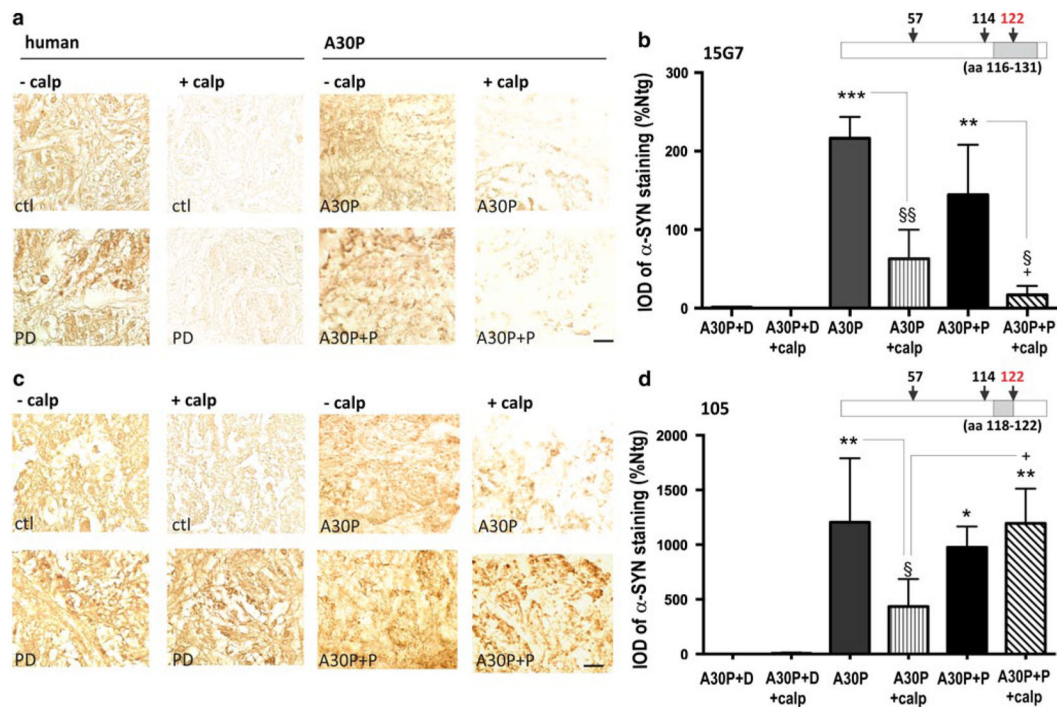 a
human
A30P
- calp
+ calp
- calp
+ calp
ctl
ctl
A30P
A30P
PD
PD
A30P+P
A30P+P
b
57 114 122
15G7
(aa 116-131)
IOD of α-SYN staining (%Ntg)
300
200
100
0
***
§§
**
§
+
A30P+D
A30P+D +calp
A30P
A30P +calp
A30P+P
A30P+P +calp
c
- calp
+ calp
- calp
+ calp
ctl
ctl
A30P
A30P
PD
PD
A30P+P
A30P+P
d
57 114 122
105
(aa 118-122)
IOD of α-SYN staining (%Ntg)
2000
1500
1000
500
0
**
§
*
+
**
A30P+D
A30P+D +calp
A30P
A30P +calp
A30P+P
A30P+P +calp